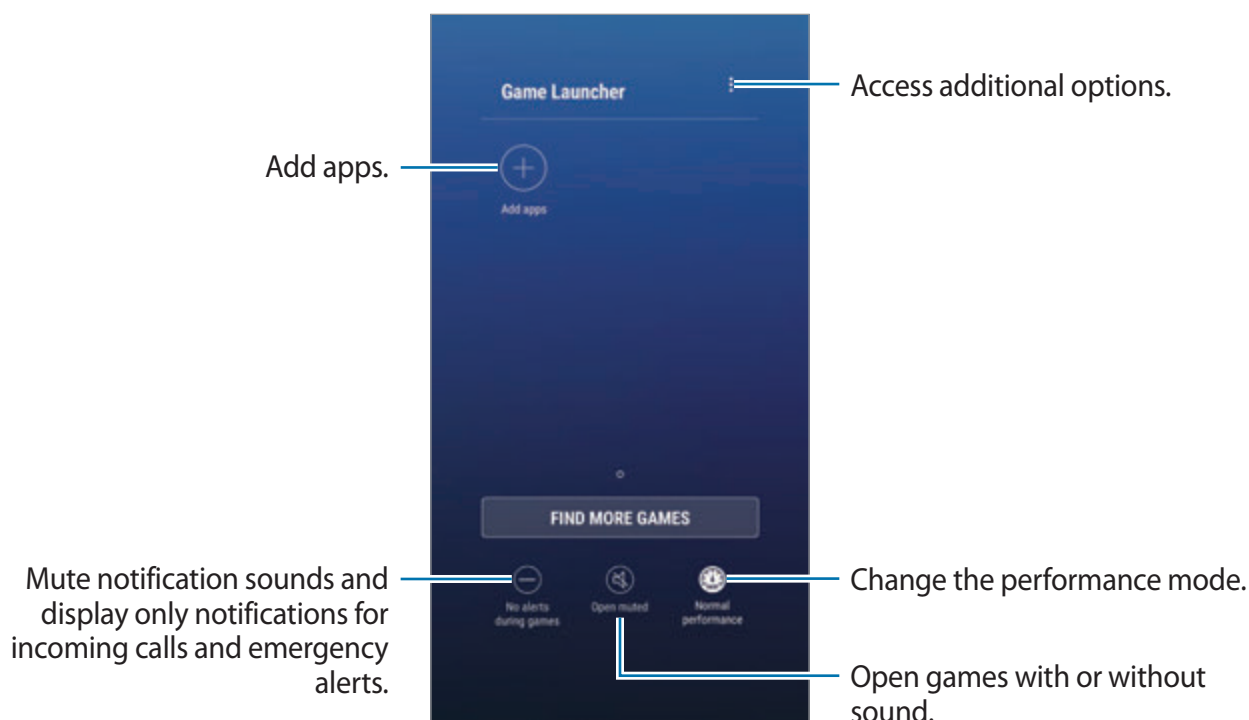 Game Launcher
Access additional options.
Add apps.
Add apps
FIND MORE GAMES
Mute notification sounds and
display only notifications for
incoming calls and emergency
alerts.
No alerts
during games
Open muted
Normal
performance
Change the performance mode.
Open games with or without
sound.